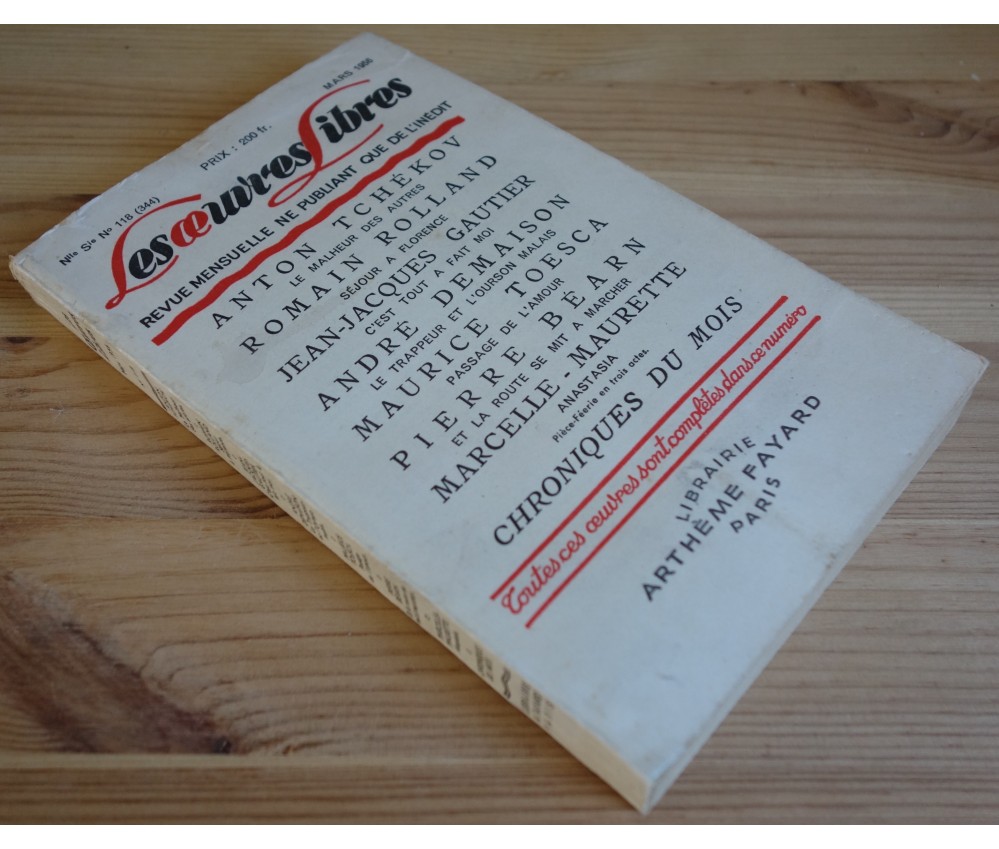 Nlle Sie No 118 (344)
PRIX : 200 fr.
MARS 1956
Les œuvres Libres
REVUE MENSUELLE NE PUBLIANT QUE DE L'INÉDIT
ANTON TCHÉKOV
LE MALHEUR DES AUTRES
ROMAIN ROLLAND
SÉJOUR A FLORENCE
JEAN-JACQUES GAUTIER
C'EST TOUT A FAIT MOI
ANDRÉ DEMAISON
LE TRAPPEUR ET L'OURSON MALAIS
MAURICE TOESCA
PASSAGE DE L'AMOUR
PIERRE BÉARN
ET LA ROUTE SE MIT A MARCHER
MARCELLE-MAURETTE
ANASTASIA
Pièce-Féerie en trois actes.
CHRONIQUES DU MOIS
Toutes ces œuvres sont complètes dans ce numéro
LIBRAIRIE
ARTHÈME FAYARD
PARIS